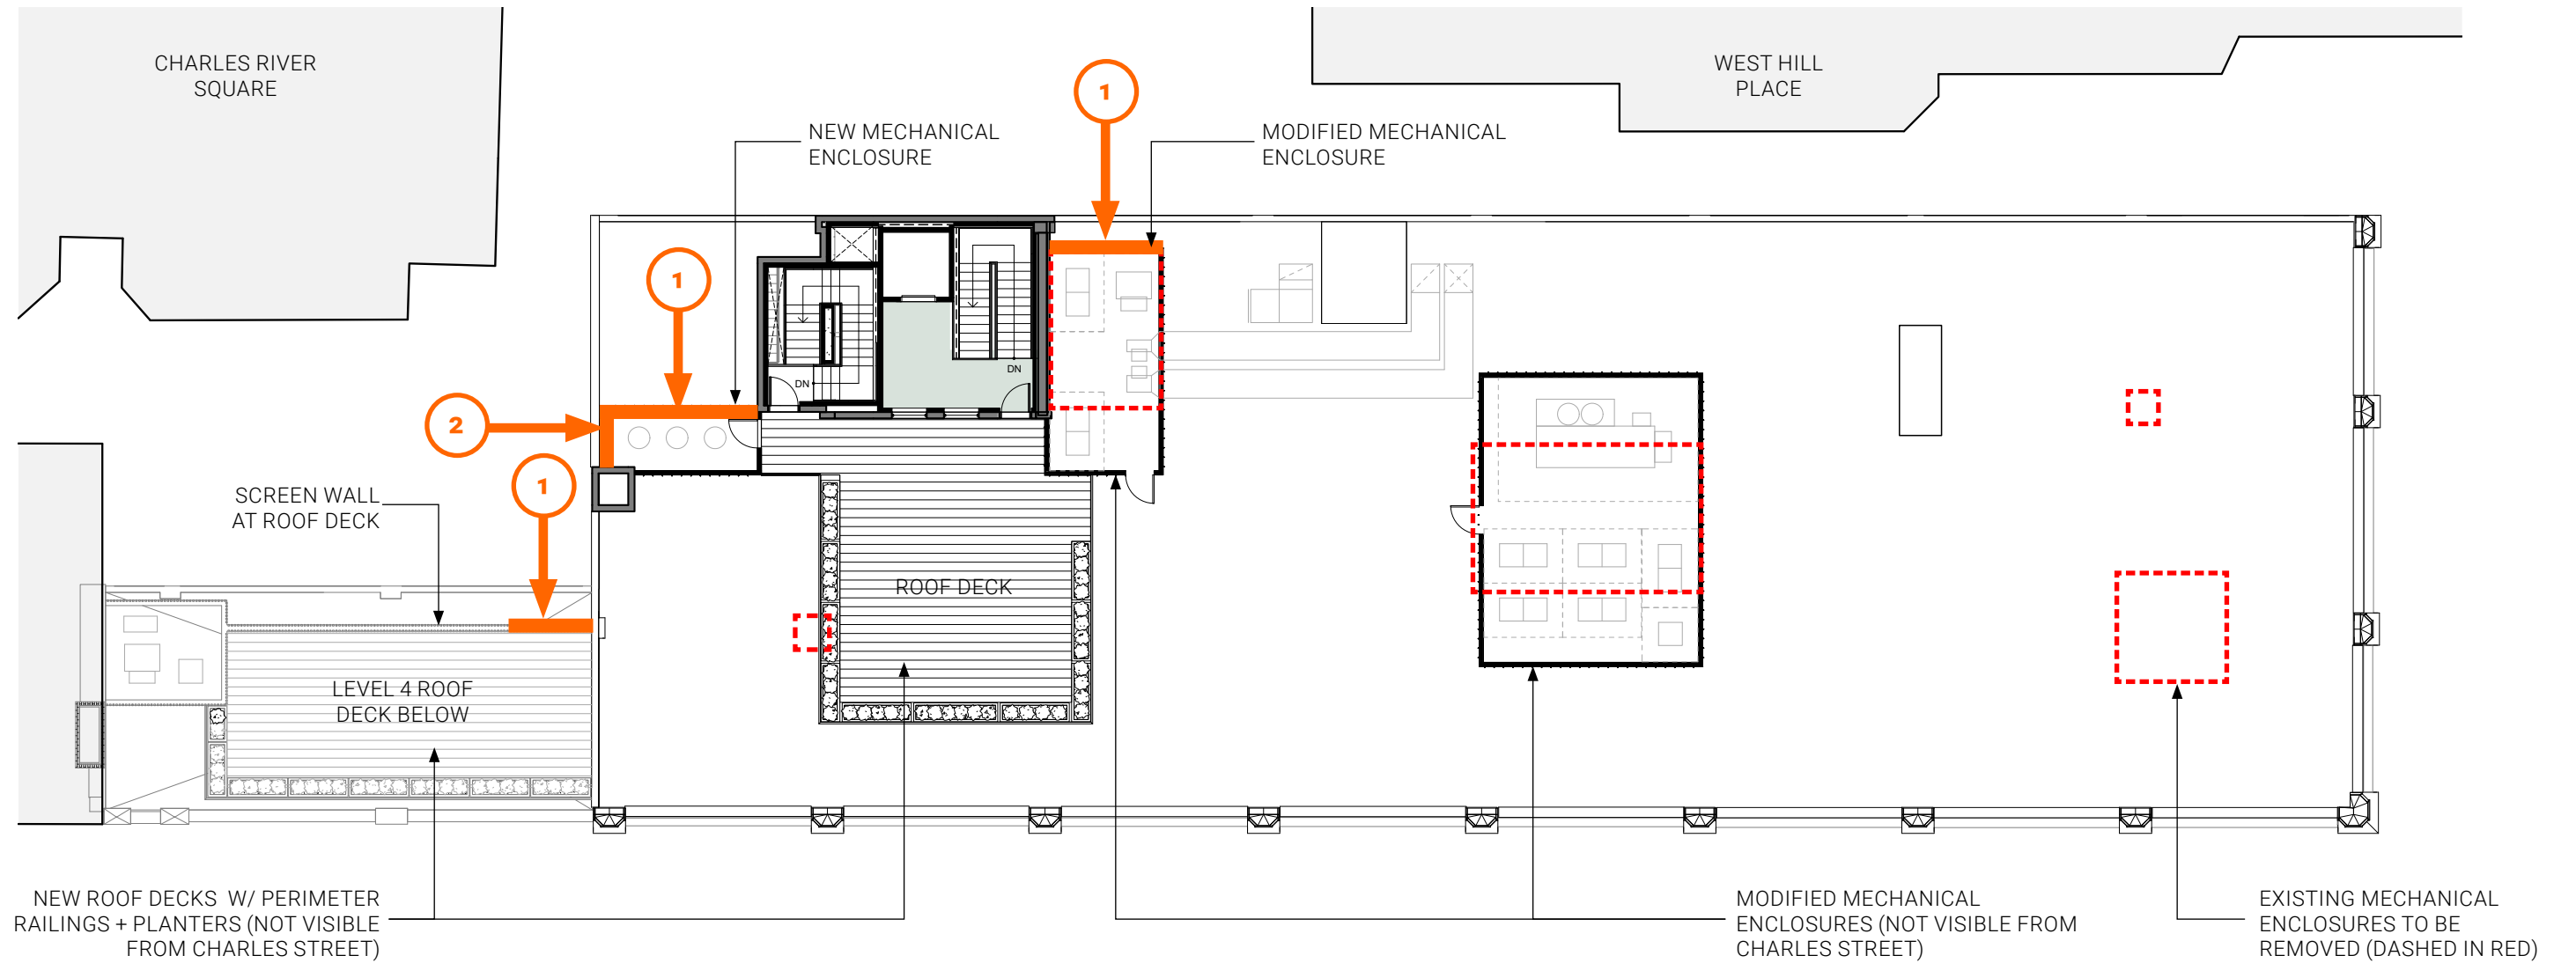 CHARLES RIVER
SQUARE
WEST HILL
PLACE
1
NEW MECHANICAL
ENCLOSURE
MODIFIED MECHANICAL
ENCLOSURE
1
2
DN
DN
SCREEN WALL
AT ROOF DECK
1
ROOF DECK
LEVEL 4 ROOF
DECK BELOW
NEW ROOF DECKS W/ PERIMETER
RAILINGS + PLANTERS (NOT VISIBLE
FROM CHARLES STREET)
MODIFIED MECHANICAL
ENCLOSURES (NOT VISIBLE FROM
CHARLES STREET)
EXISTING MECHANICAL
ENCLOSURES TO BE
REMOVED (DASHED IN RED)